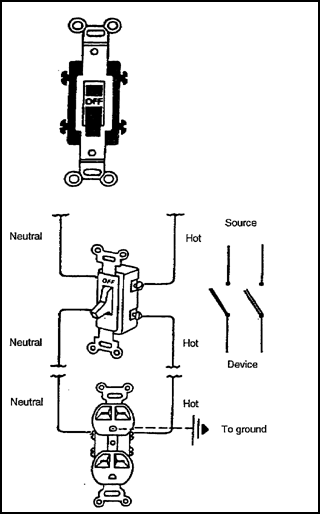 OFF
Source
Neutral
Hot
OFF
Neutral
Hot
Device
Neutral
Hot
To ground